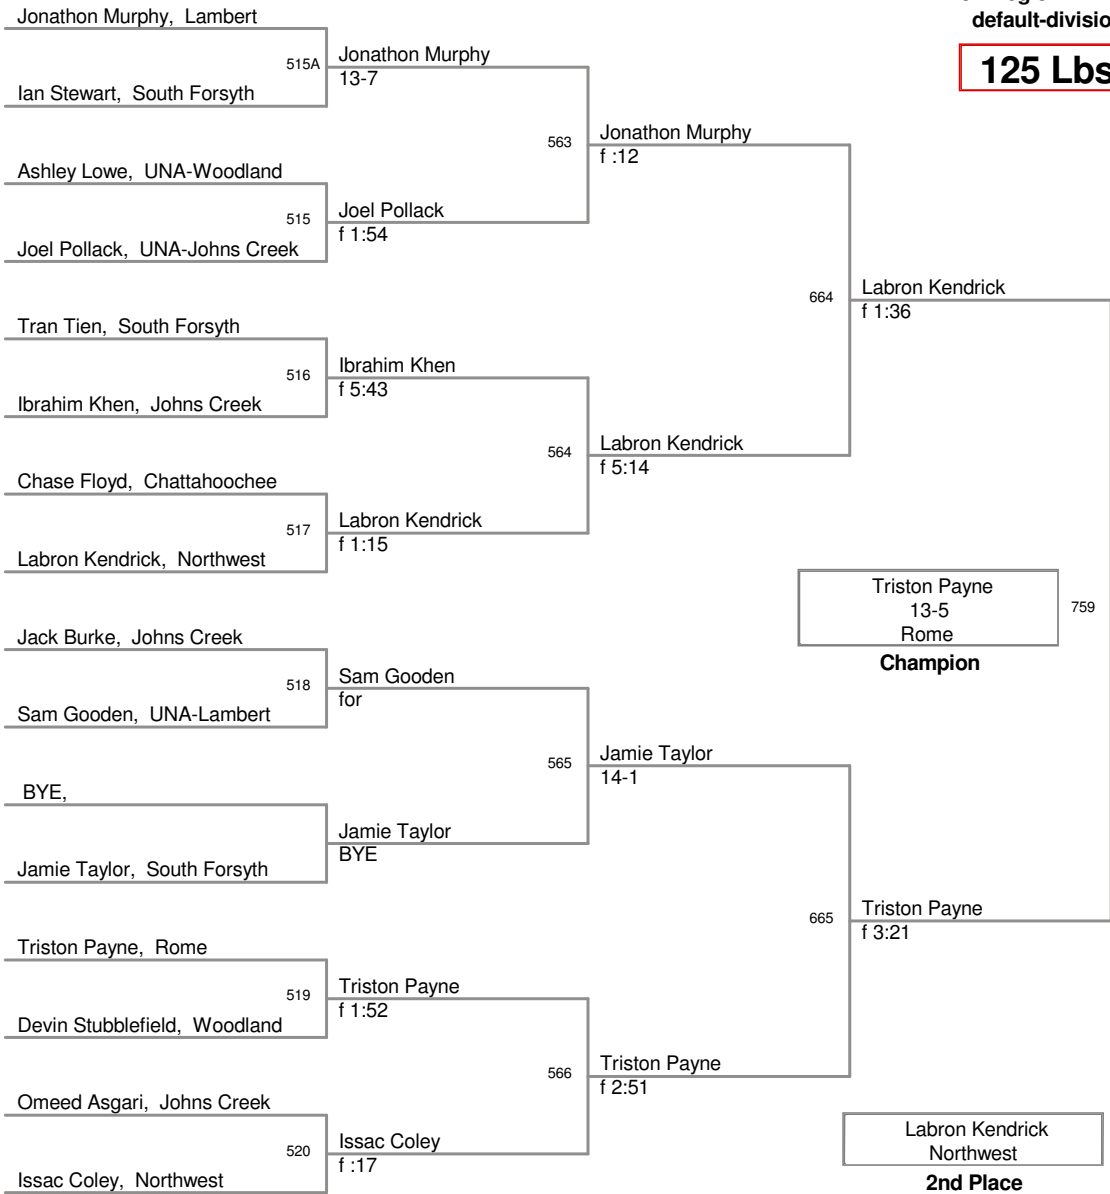 default-divisio
125 Lbs
Jonathon Murphy, Lambert
515A
Jonathon Murphy
13-7
Ian Stewart, South Forsyth
563
Jonathon Murphy
f :12
Ashley Lowe, UNA-Woodland
515
Joel Pollack
f 1:54
Joel Pollack, UNA-Johns Creek
664
Labron Kendrick
f 1:36
Tran Tien, South Forsyth
516
Ibrahim Khen
f 5:43
Ibrahim Khen, Johns Creek
564
Labron Kendrick
f 5:14
Chase Floyd, Chattahoochee
517
Labron Kendrick
f 1:15
Labron Kendrick, Northwest
Triston Payne
13-5
Rome
759
Champion
Jack Burke, Johns Creek
518
Sam Gooden
for
Sam Gooden, UNA-Lambert
565
Jamie Taylor
14-1
BYE,
Jamie Taylor
BYE
Jamie Taylor, South Forsyth
665
Triston Payne
f 3:21
Triston Payne, Rome
519
Triston Payne
f 1:52
Devin Stubblefield, Woodland
566
Triston Payne
f 2:51
Omeed Asgari, Johns Creek
520
Issac Coley
f :17
Issac Coley, Northwest
Labron Kendrick
Northwest
2nd Place